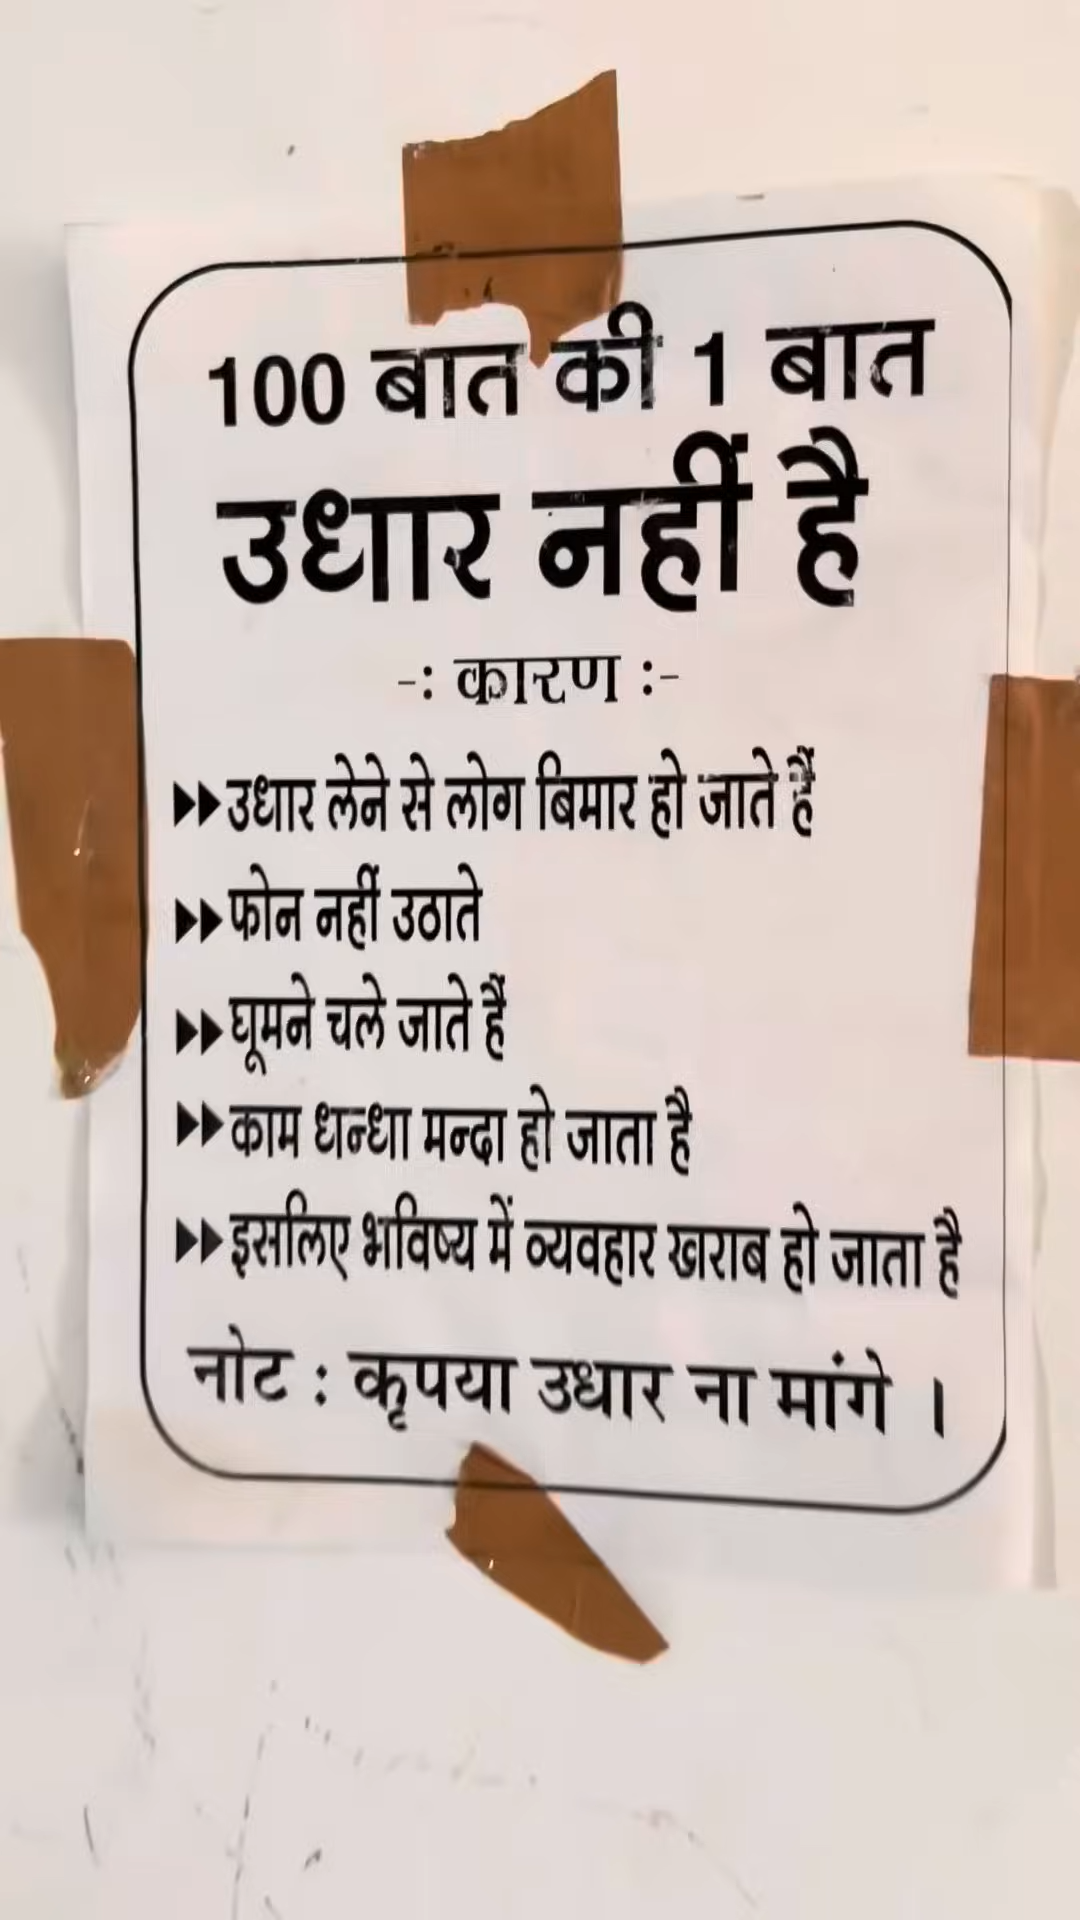 100 बात की 1 बात
उधार नहीं है
-: कारण :-
▶▶उधार लेने से लोग बिमार हो जाते हैं
▶▶फोन नहीं उठाते
▶▶घूमने चले जाते हैं
▶▶काम धन्धा मन्दा हो जाता है
▶▶इसलिए भविष्य में व्यवहार खराब हो जाता है
नोट : कृपया उधार ना मांगे ।